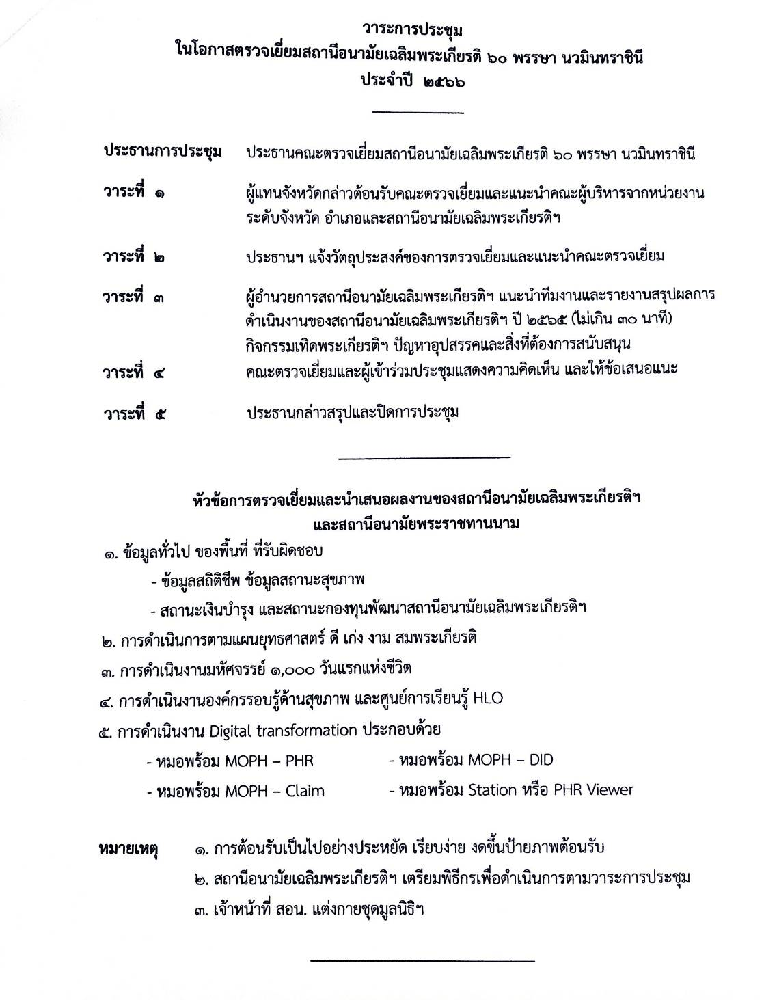 วาระการประชุม
ในโอกาสตรวจเยี่ยมสถานีอนามัยเฉลิมพระเกียรติ ๖๐ พรรษา นวมินทราชินี
ประจำปี ๒๕๖๖
ประธานการประชุม ประธานคณะตรวจเยี่ยมสถานีอนามัยเฉลิมพระเกียรติ ๖๐ พรรษา นวมินทราชินี
วาระที่ ๑ ผู้แทนจังหวัดกล่าวต้อนรับคณะตรวจเยี่ยมและแนะนำคณะผู้บริหารจากหน่วยงาน
ระดับจังหวัด อำเภอและสถานีอนามัยเฉลิมพระเกียรติฯ
วาระที่ ๒ ประธานฯ แจ้งวัตถุประสงค์ของการตรวจเยี่ยมและแนะนำคณะตรวจเยี่ยม
วาระที่ ๓ ผู้อำนวยการสถานีอนามัยเฉลิมพระเกียรติฯ แนะนำทีมงานและรายงานสรุปผลการ
ดำเนินงานของสถานีอนามัยเฉลิมพระเกียรติฯ ปี ๒๕๖๕ (ไม่เกิน ๓๐ นาที)
กิจกรรมเทิดพระเกียรติฯ ปัญหาอุปสรรคและสิ่งที่ต้องการสนับสนุน
วาระที่ ๔ คณะตรวจเยี่ยมและผู้เข้าร่วมประชุมแสดงความคิดเห็น และให้ข้อเสนอแนะ
วาระที่ ๕ ประธานกล่าวสรุปและปิดการประชุม
หัวข้อการตรวจเยี่ยมและนำเสนอผลงานของสถานีอนามัยเฉลิมพระเกียรติฯ
และสถานีอนามัยพระราชทานนาม
๑. ข้อมูลทั่วไป ของพื้นที่ ที่รับผิดชอบ
- ข้อมูลสถิติชีพ ข้อมูลสถานะสุขภาพ
- สถานะเงินบำรุง และสถานะกองทุนพัฒนาสถานีอนามัยเฉลิมพระเกียรติฯ
๒. การดำเนินการตามแผนยุทธศาสตร์ ดี เก่ง งาม สมพระเกียรติ
๓. การดำเนินงานมหัศจรรย์ ๑,๐๐๐ วันแรกแห่งชีวิต
๔. การดำเนินงานองค์กรรอบรู้ด้านสุขภาพ และศูนย์การเรียนรู้ HLO
๕. การดำเนินงาน Digital transformation ประกอบด้วย
- หมอพร้อม MOPH – PHR - หมอพร้อม MOPH – DID
- หมอพร้อม MOPH – Claim - หมอพร้อม Station หรือ PHR Viewer
หมายเหตุ ๑. การต้อนรับเป็นไปอย่างประหยัด เรียบง่าย งดขึ้นป้ายภาพต้อนรับ
๒. สถานีอนามัยเฉลิมพระเกียรติฯ เตรียมพิธีกรเพื่อดำเนินการตามวาระการประชุม
๓. เจ้าหน้าที่ สอน. แต่งกายชุดมูลนิธิฯ